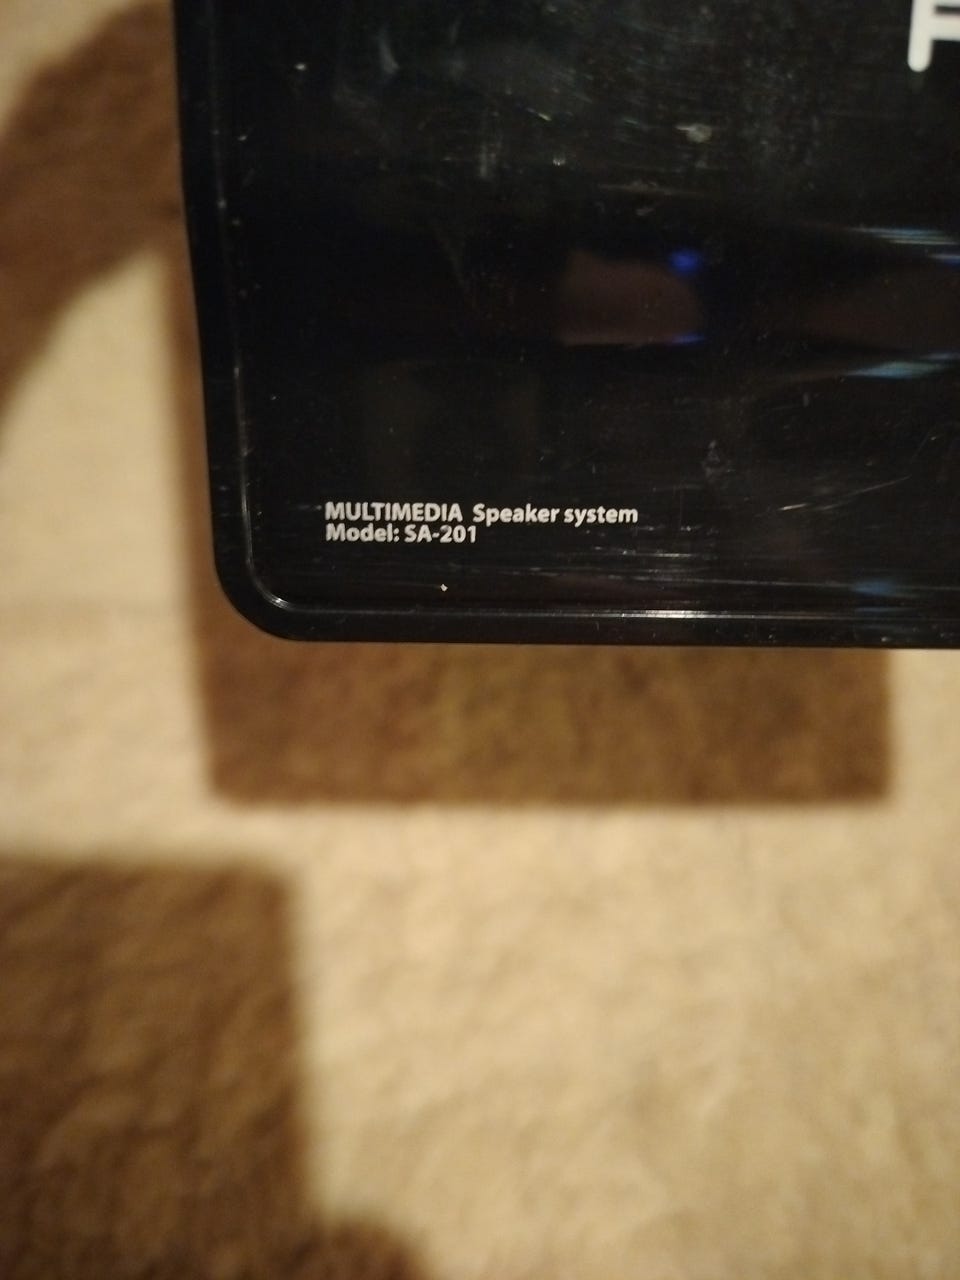 MULTIMEDIA Speaker system
Model: SA-201